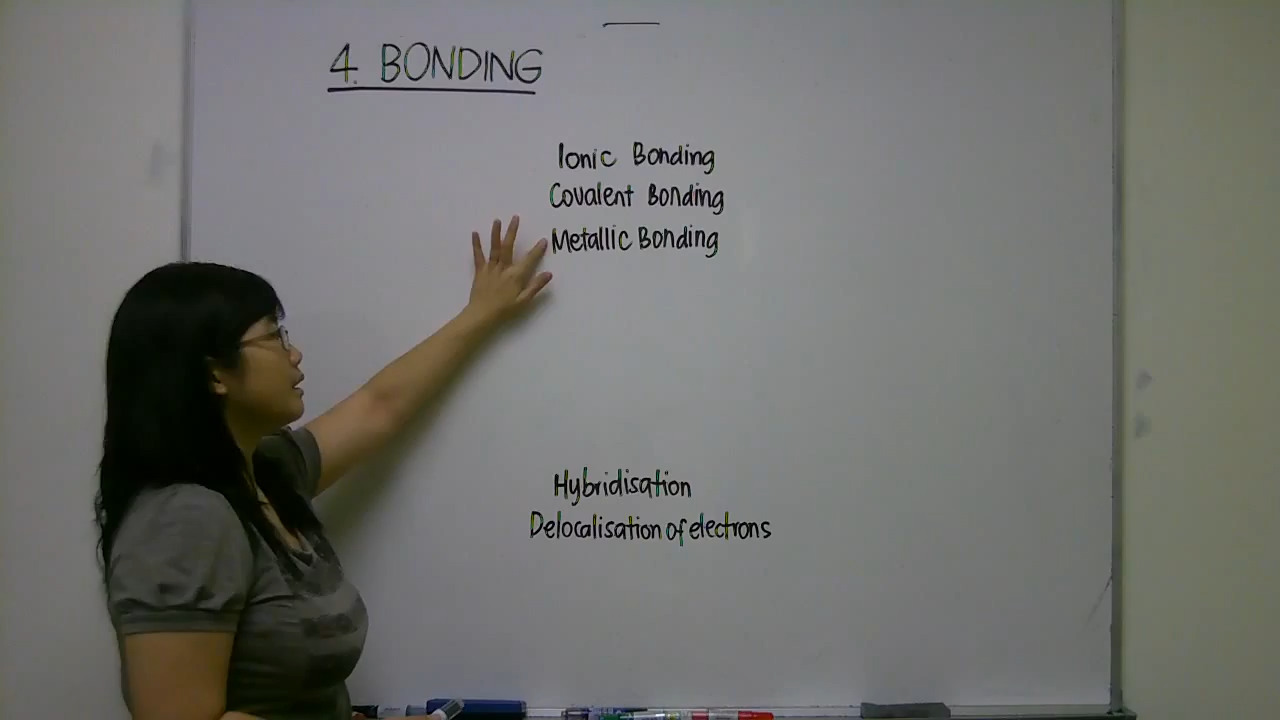 4. BONDING
Ionic Bonding
Covalent Bonding
Metallic Bonding
Hybridisation
Delocalisation of electrons